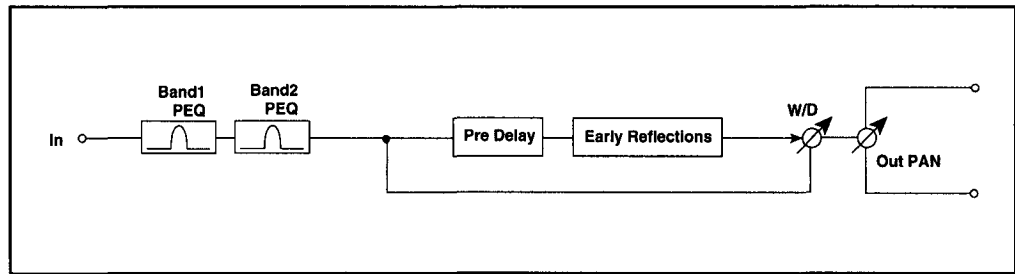 Band1
PEQ
Band2
PEQ
In
Pre Delay
Early Reflections
W/D
Out PAN